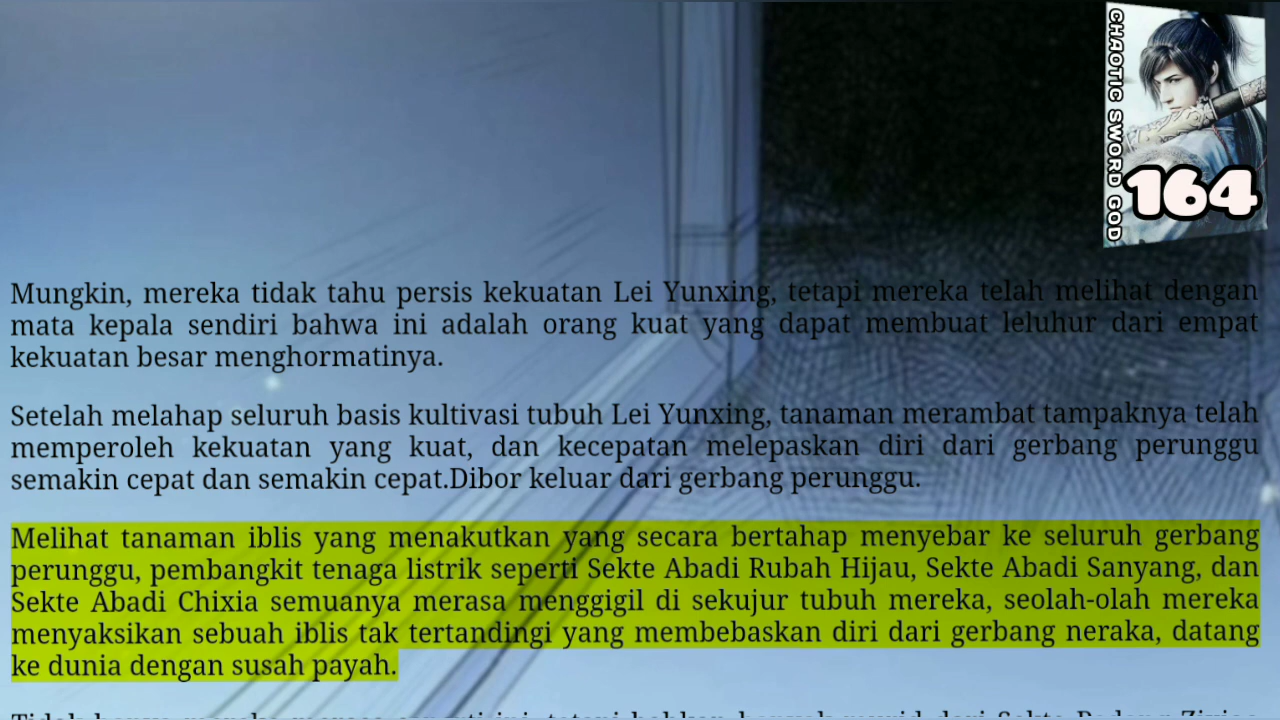 CHAOTIC SWORD GOD
164
Mungkin, mereka tidak tahu persis kekuatan Lei Yunxing, tetapi mereka telah melihat dengan
mata kepala sendiri bahwa ini adalah orang kuat yang dapat membuat leluhur dari empat
kekuatan besar menghormatinya.
Setelah melahap seluruh basis kultivasi tubuh Lei Yunxing, tanaman merambat tampaknya telah
memperoleh kekuatan yang kuat, dan kecepatan melepaskan diri dari gerbang perunggu
semakin cepat dan semakin cepat.Dibor keluar dari gerbang perunggu.
Melihat tanaman iblis yang menakutkan yang secara bertahap menyebar ke seluruh gerbang
perunggu, pembangkit tenaga listrik seperti Sekte Abadi Rubah Hijau, Sekte Abadi Sanyang, dan
Sekte Abadi Chixia semuanya merasa menggigil di sekujur tubuh mereka, seolah-olah mereka
menyaksikan sebuah iblis tak tertandingi yang membebaskan diri dari gerbang neraka, datang
ke dunia dengan susah payah.